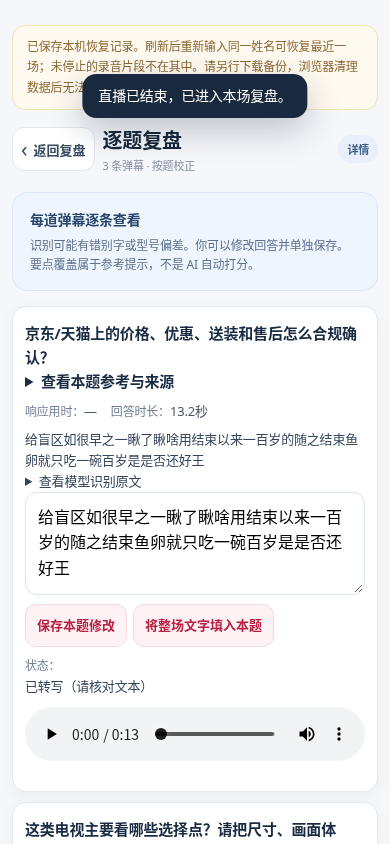 已保存本机恢复记录。刷新后重新输入同一姓名可恢复最近一
场；未停止的录音片段不在其中。请另行下载备份，浏览器清理
数据后无法
直播已结束，已进入本场复盘。
‹ 返回复盘
逐题复盘
3 条弹幕 · 按题校正
详情
每道弹幕逐条查看
识别可能有错别字或型号偏差。你可以修改回答并单独保存。
要点覆盖属于参考提示，不是 AI 自动打分。
京东/天猫上的价格、优惠、送装和售后怎么合规确
认？
▶ 查看本题参考与来源
响应用时：— 回答时长：13.2秒
给盲区如很早之一瞅了瞅啥用结束以来一百岁的随之结束鱼
卵就只吃一碗百岁是是否还好王
▶ 查看模型识别原文
给盲区如很早之一瞅了瞅啥用结束以来一百
岁的随之结束鱼卵就只吃一碗百岁是是否还
好王
保存本题修改
将整场文字填入本题
状态：
已转写（请核对文本）
0:00 / 0:13
这类电视主要看哪些选择点？请把尺寸、画面体